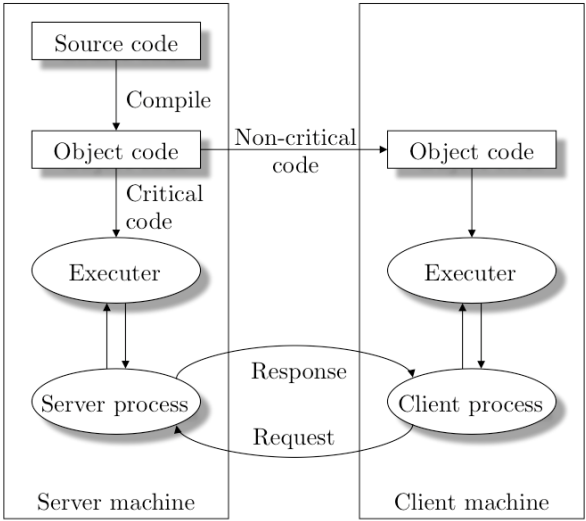 Source code
Compile
Object code
Non-critical
code
Object code
Critical
code
Executer
Executer
Response
Server process
Client process
Request
Server machine
Client machine